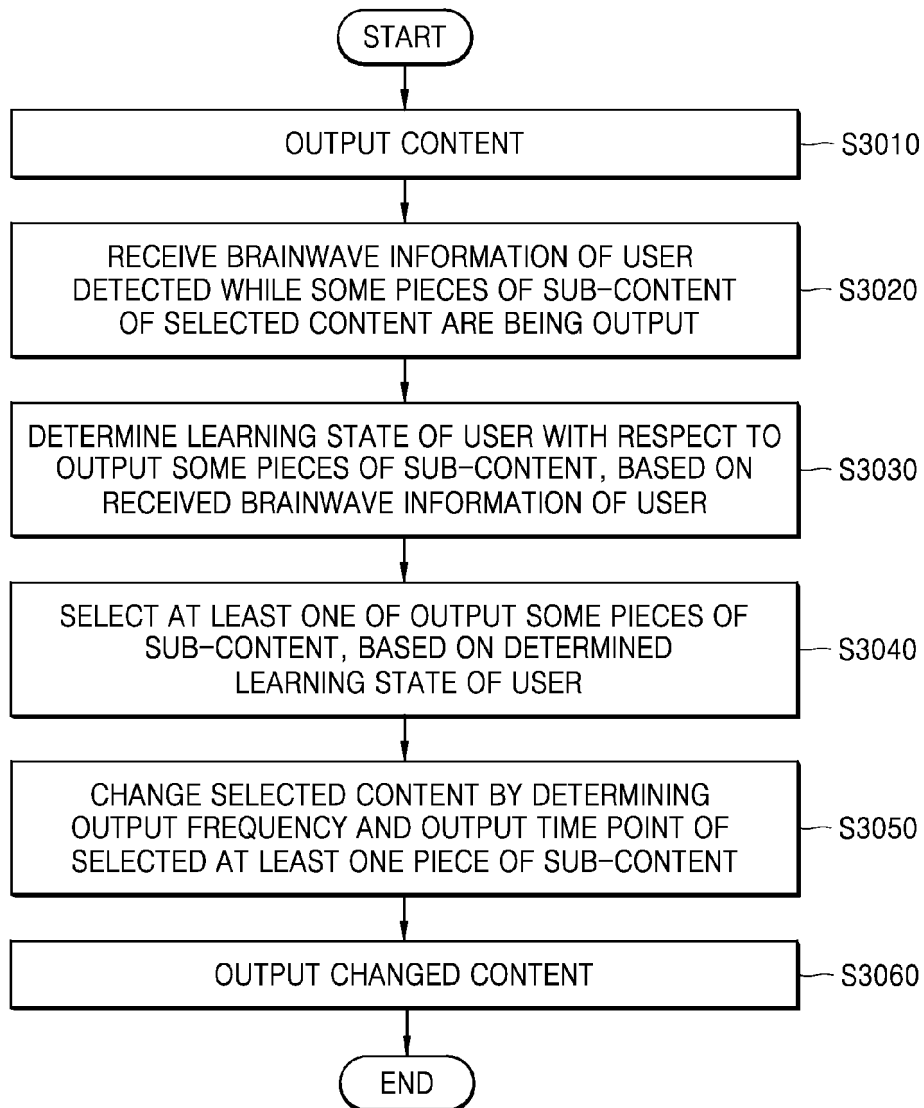 START
OUTPUT CONTENT
S3010
RECEIVE BRAINWAVE INFORMATION OF USER
DETECTED WHILE SOME PIECES OF SUB-CONTENT
OF SELECTED CONTENT ARE BEING OUTPUT
S3020
DETERMINE LEARNING STATE OF USER WITH RESPECT TO
OUTPUT SOME PIECES OF SUB-CONTENT, BASED ON
RECEIVED BRAINWAVE INFORMATION OF USER
S3030
SELECT AT LEAST ONE OF OUTPUT SOME PIECES OF
SUB-CONTENT, BASED ON DETERMINED
LEARNING STATE OF USER
S3040
CHANGE SELECTED CONTENT BY DETERMINING
OUTPUT FREQUENCY AND OUTPUT TIME POINT OF
SELECTED AT LEAST ONE PIECE OF SUB-CONTENT
S3050
OUTPUT CHANGED CONTENT
S3060
END